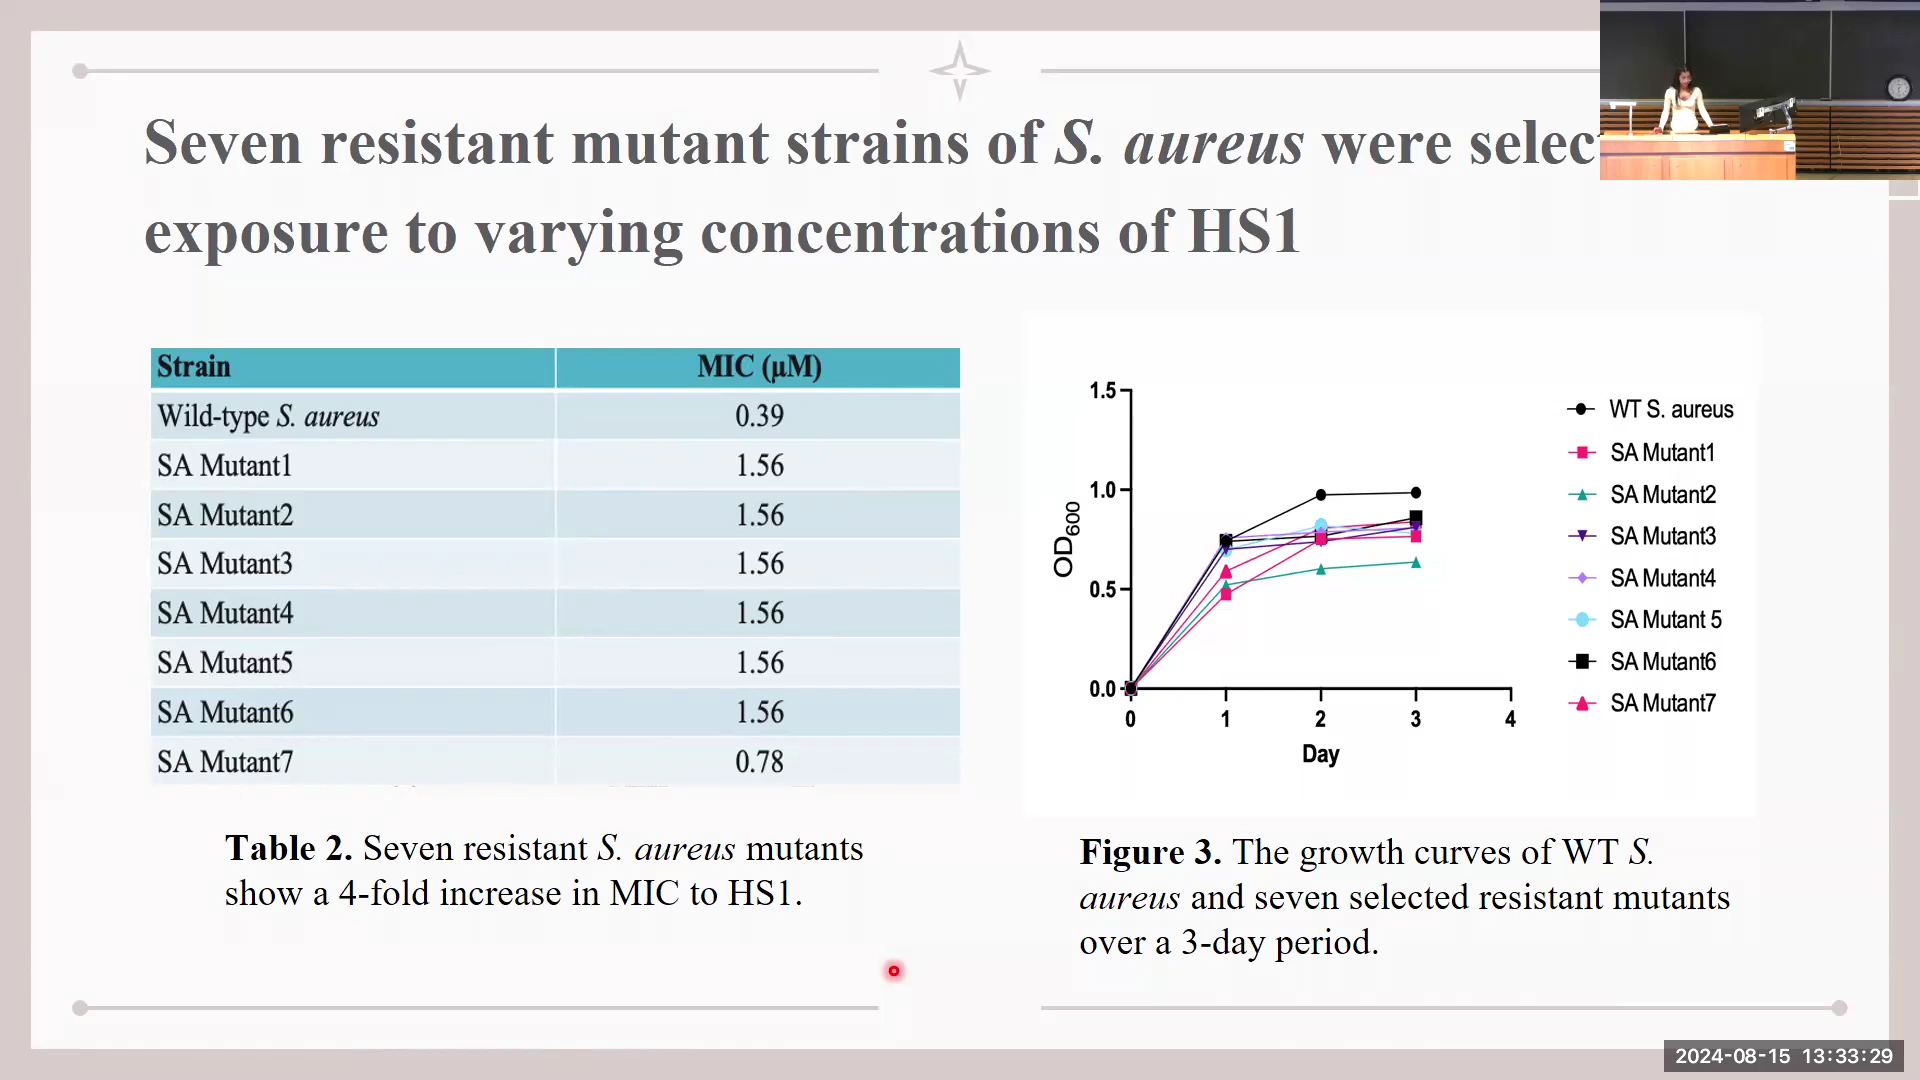 Seven resistant mutant strains of S. aureus were selec
exposure to varying concentrations of HS1
Strain MIC (μM)
Wild-type S. aureus 0.39
SA Mutant1 1.56
SA Mutant2 1.56
SA Mutant3 1.56
SA Mutant4 1.56
SA Mutant5 1.56
SA Mutant6 1.56
SA Mutant7 0.78
Table 2. Seven resistant S. aureus mutants
show a 4-fold increase in MIC to HS1.
1.5
1.0
0.5
0.0
OD600
0 1 2 3 4
Day
WT S. aureus
SA Mutant1
SA Mutant2
SA Mutant3
SA Mutant4
SA Mutant 5
SA Mutant6
SA Mutant7
Figure 3. The growth curves of WT S.
aureus and seven selected resistant mutants
over a 3-day period.
2024-08-15 13:33:29